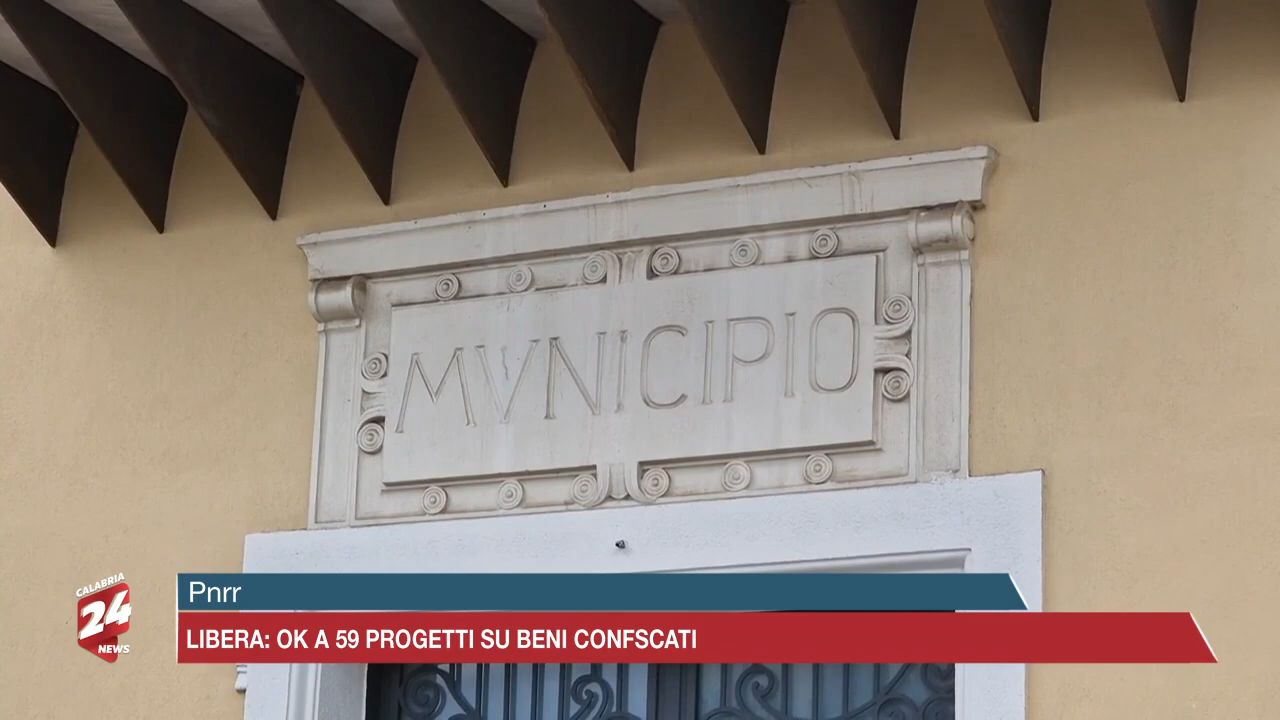 MVNICIPIO
CALABRIA
24
NEWS
Pnrr
LIBERA: OK A 59 PROGETTI SU BENI CONFSCATI